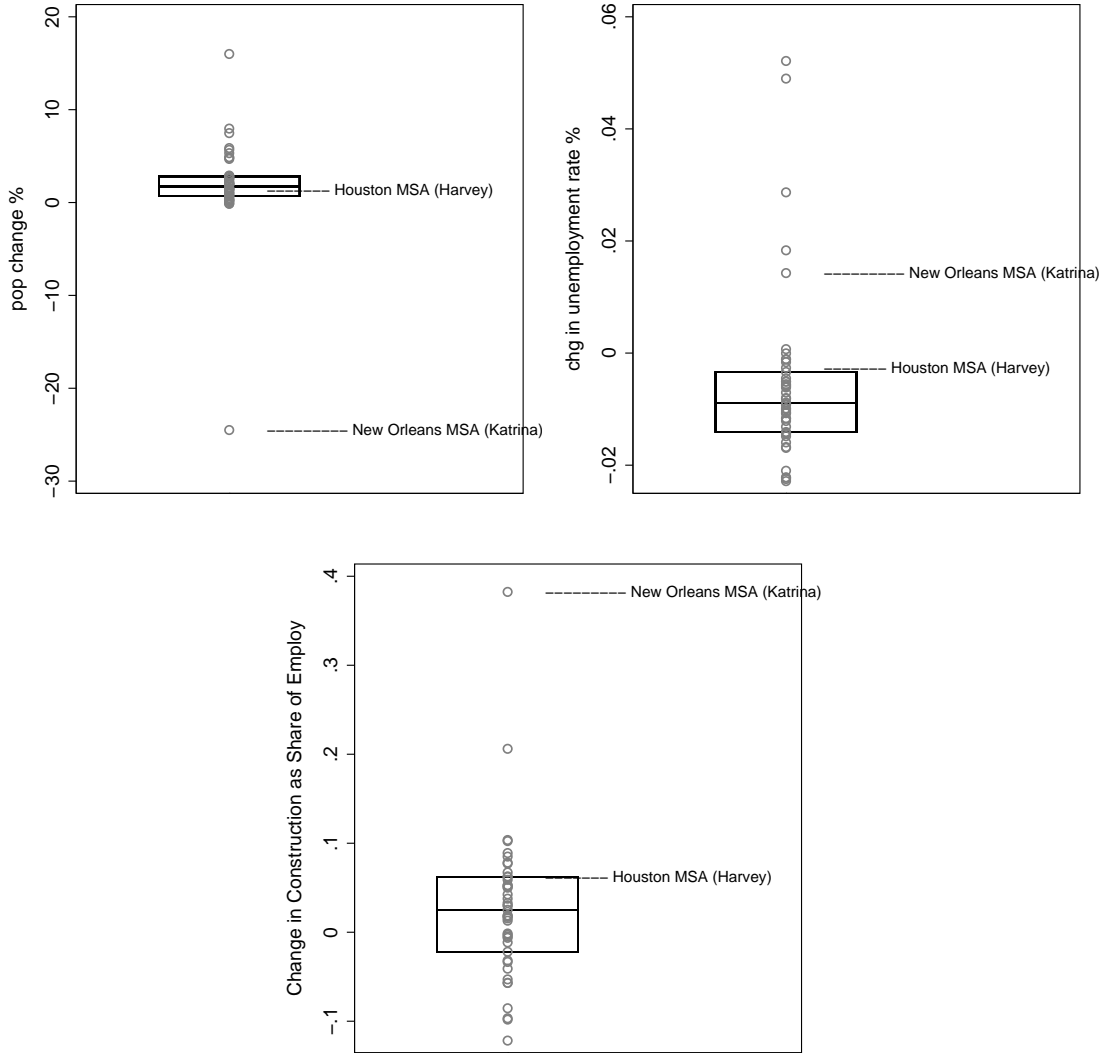 pop change %
20
10
0
−10
−20
−30
Houston MSA (Harvey)
New Orleans MSA (Katrina)
chg in unemployment rate %
.06
.04
.02
0
−.02
New Orleans MSA (Katrina)
Houston MSA (Harvey)
Change in Construction as Share of Employ
.4
.3
.2
.1
0
−.1
New Orleans MSA (Katrina)
Houston MSA (Harvey)